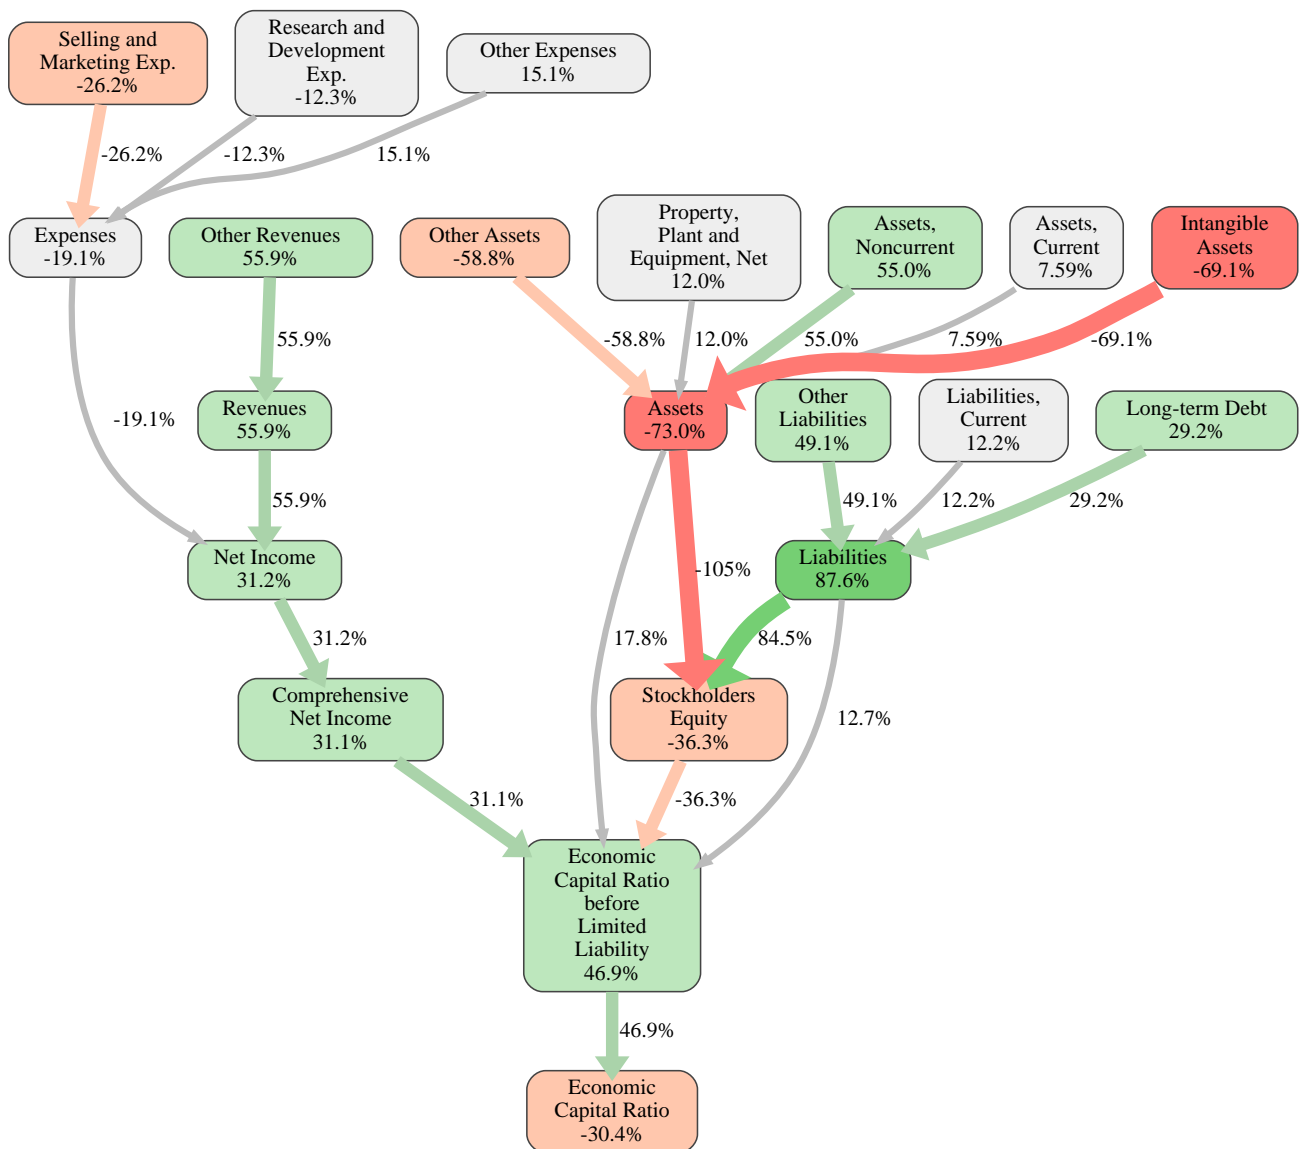 Selling and
Marketing Exp.
-26.2%
Research and
Development
Exp.
-12.3%
Other Expenses
15.1%
-26.2%
-12.3%
15.1%
Expenses
-19.1%
Other Revenues
55.9%
Other Assets
-58.8%
Property,
Plant and
Equipment, Net
12.0%
Assets,
Noncurrent
55.0%
Assets,
Current
7.59%
Intangible
Assets
-69.1%
55.9%
-58.8%
12.0%
55.0%
7.59%
-69.1%
-19.1%
Revenues
55.9%
Assets
-73.0%
Other
Liabilities
49.1%
Liabilities,
Current
12.2%
Long-term Debt
29.2%
55.9%
49.1%
12.2%
29.2%
Net Income
31.2%
-105%
Liabilities
87.6%
31.2%
17.8%
84.5%
Comprehensive
Net Income
31.1%
Stockholders
Equity
-36.3%
12.7%
31.1%
-36.3%
Economic
Capital Ratio
before
Limited
Liability
46.9%
46.9%
Economic
Capital Ratio
-30.4%